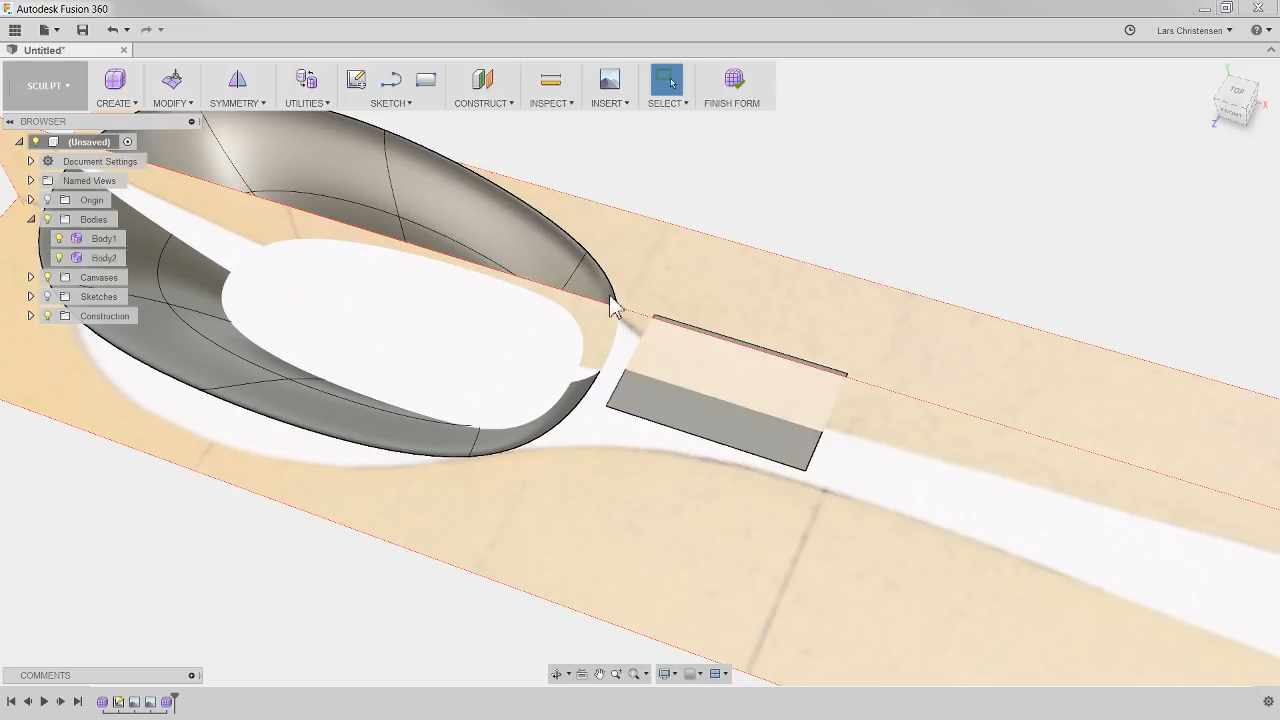 Autodesk Fusion 360
Untitled*
Lars Christensen
SCULPT
CREATE
MODIFY
SYMMETRY
UTILITIES
SKETCH
CONSTRUCT
INSPECT
INSERT
SELECT
FINISH FORM
TOP
FRONT
X
Y
Z
BROWSER
(Unsaved)
Document Settings
Named Views
Origin
Bodies
Body1
Body2
Canvases
Sketches
Construction
COMMENTS